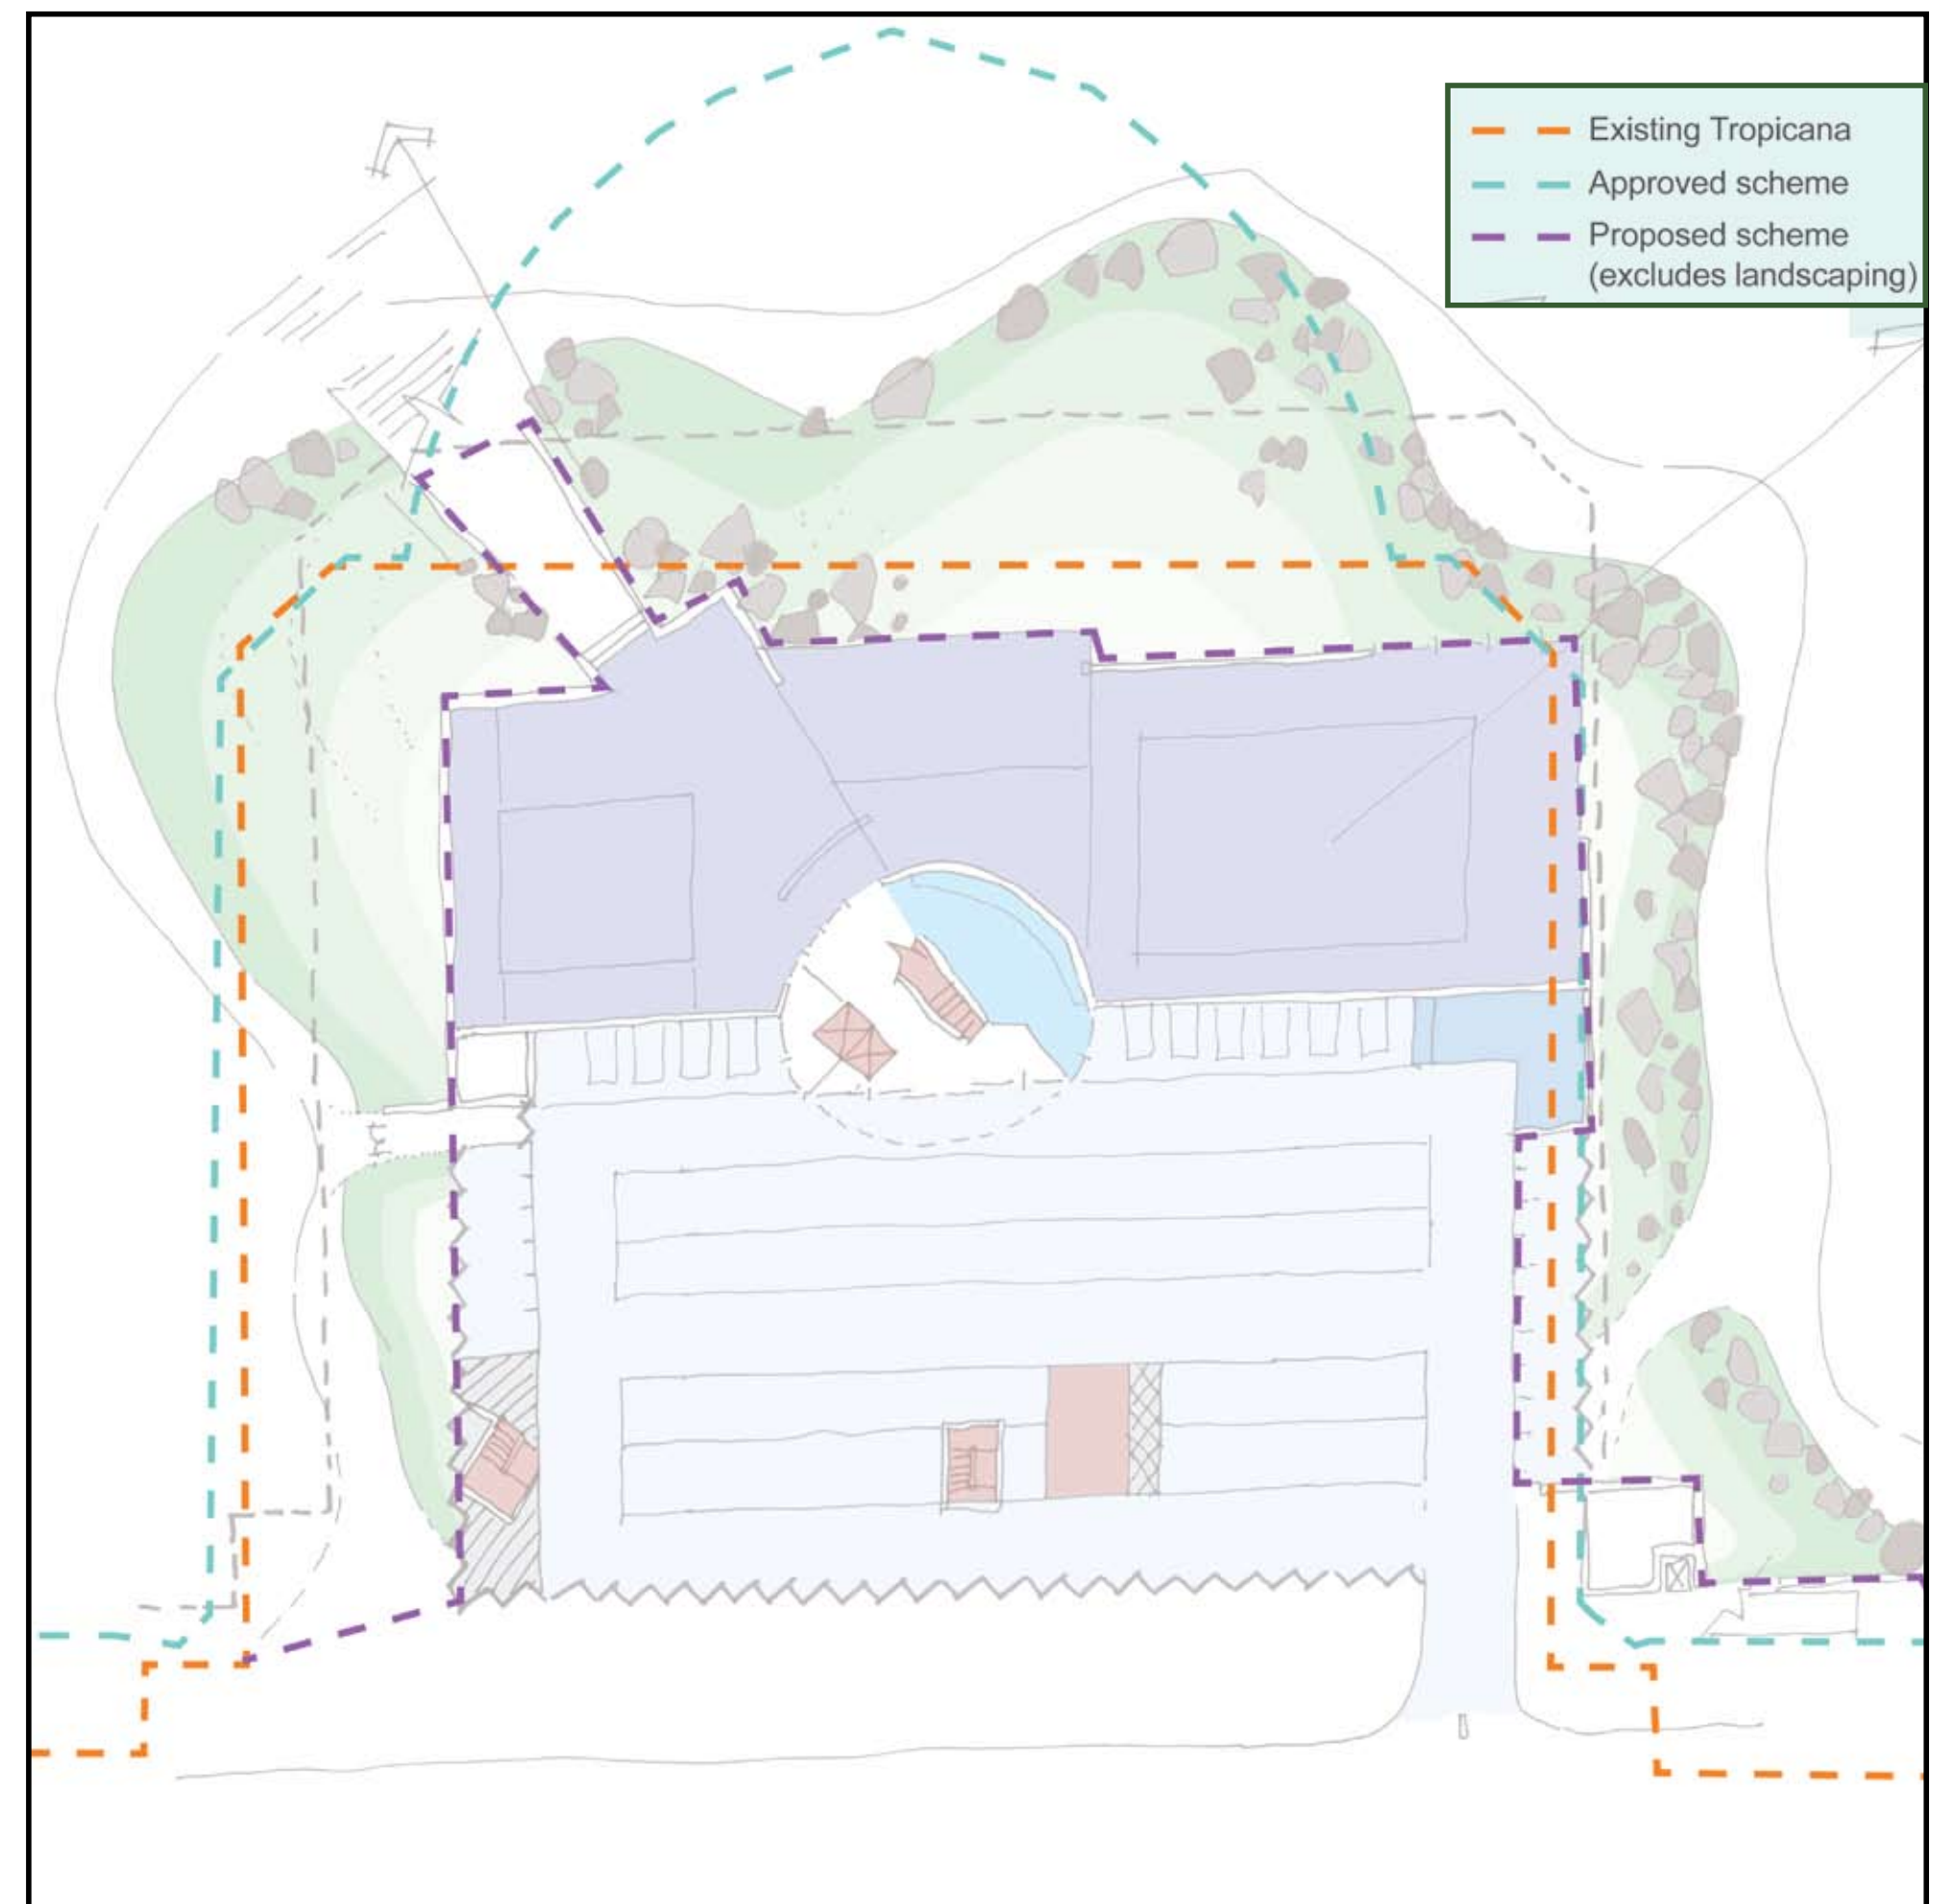 Existing Tropicana
Approved scheme
Proposed scheme
(excludes landscaping)